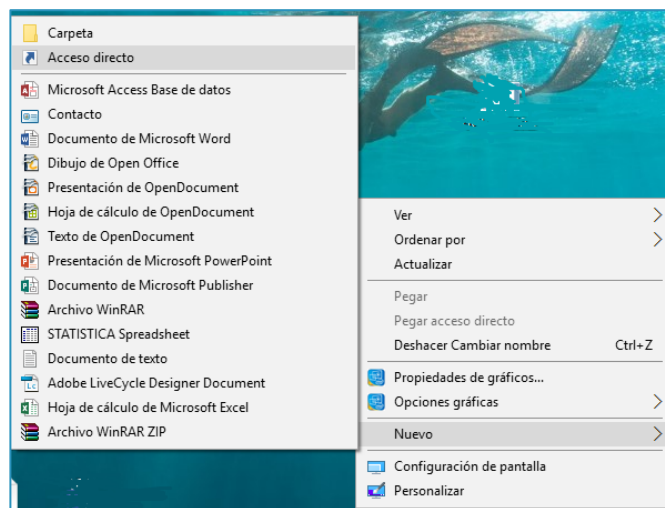 Carpeta
Acceso directo
Microsoft Access Base de datos
Contacto
Documento de Microsoft Word
Dibujo de Open Office
Presentación de OpenDocument
Hoja de cálculo de OpenDocument
Texto de OpenDocument
Presentación de Microsoft PowerPoint
Documento de Microsoft Publisher
Archivo WinRAR
STATISTICA Spreadsheet
Documento de texto
Adobe LiveCycle Designer Document
Hoja de cálculo de Microsoft Excel
Archivo WinRAR ZIP
Ver
Ordenar por
Actualizar
Pegar
Pegar acceso directo
Deshacer Cambiar nombre Ctrl+Z
Propiedades de gráficos...
Opciones gráficas
Nuevo
Configuración de pantalla
Personalizar